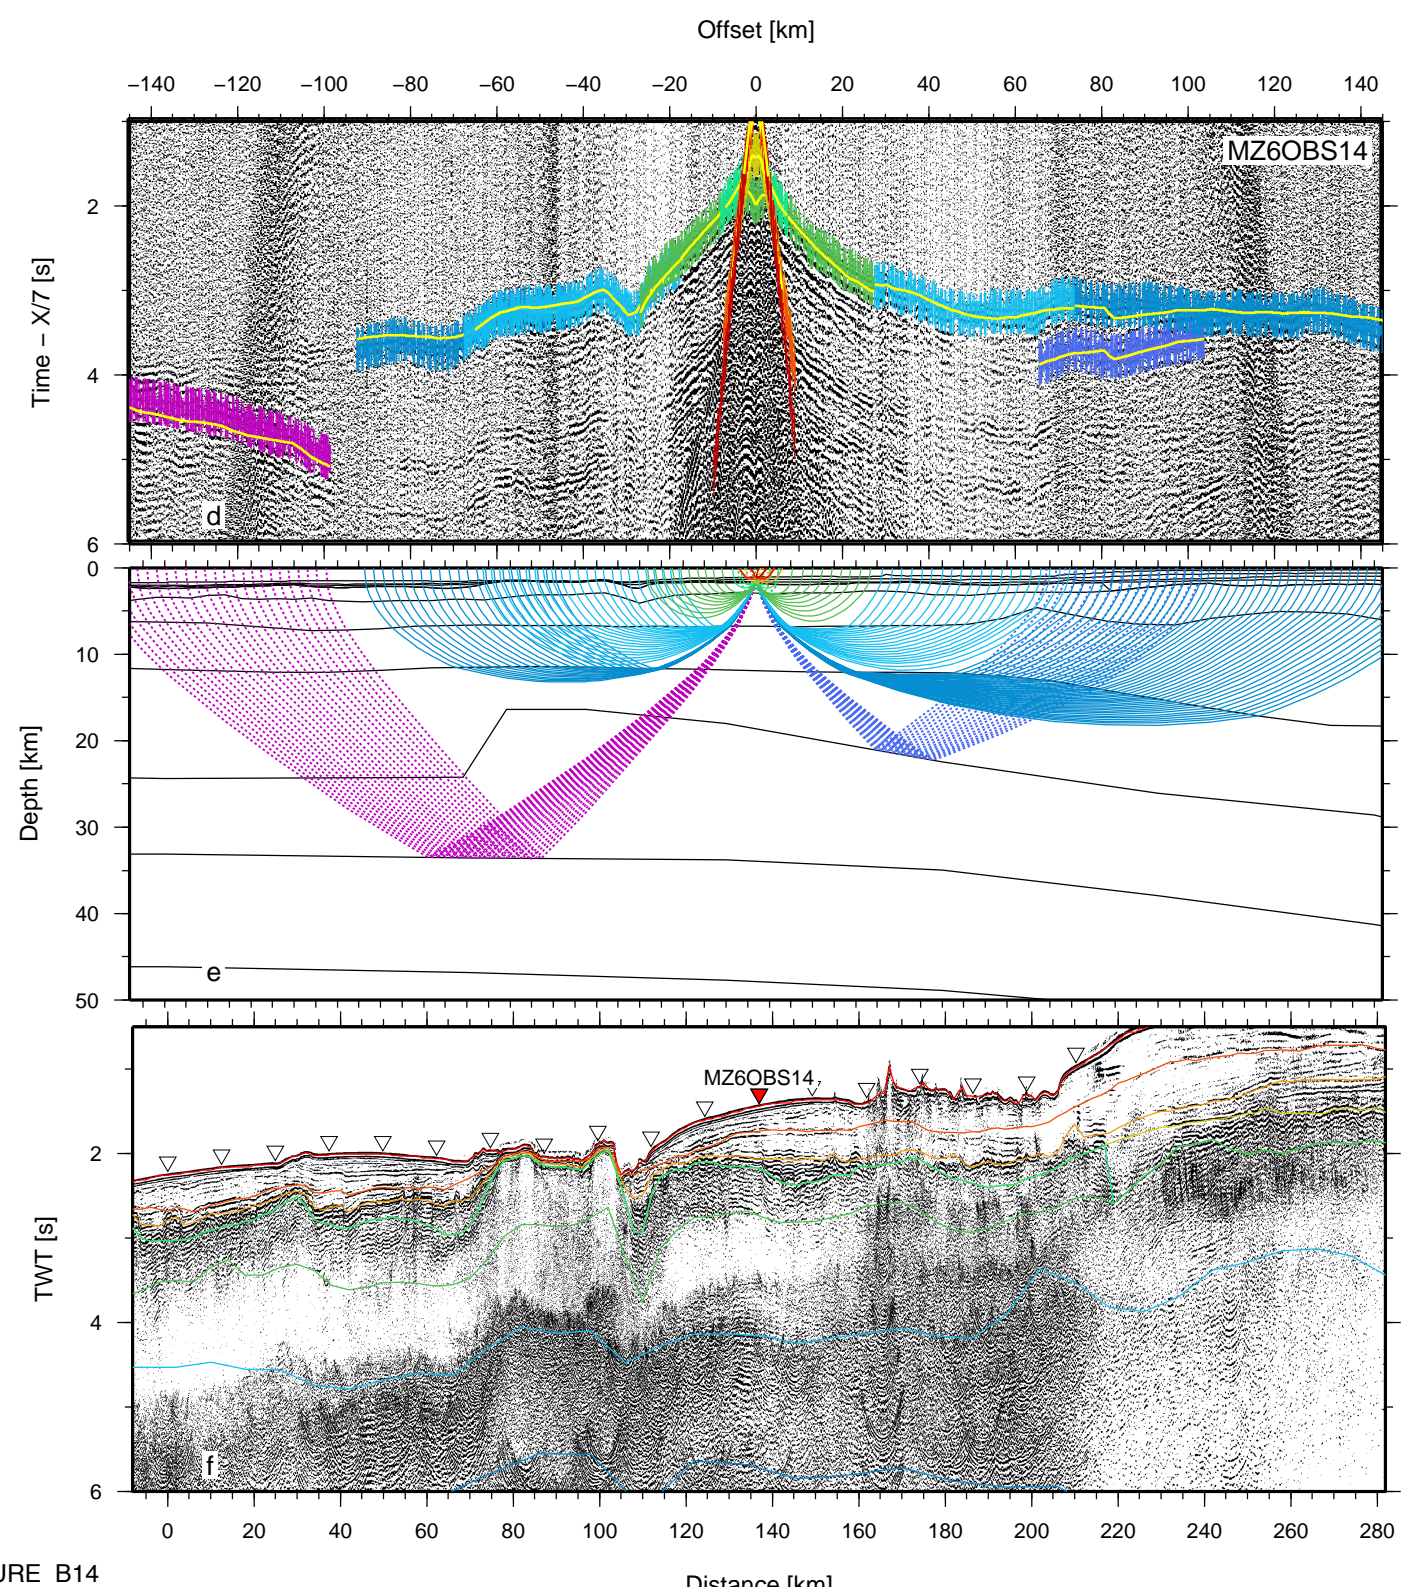 Offset [km]
−140 −120 −100 −80 −60 −40 −20 0 20 40 60 80 100 120 140
MZ6OBS14
2
4
6
Time − X/7 [s]
d
0
10
20
30
40
50
Depth [km]
e
MZ6OBS14
2
4
6
TWT [s]
f
0 20 40 60 80 100 120 140 160 180 200 220 240 260 280
URE B14
Distance [km]